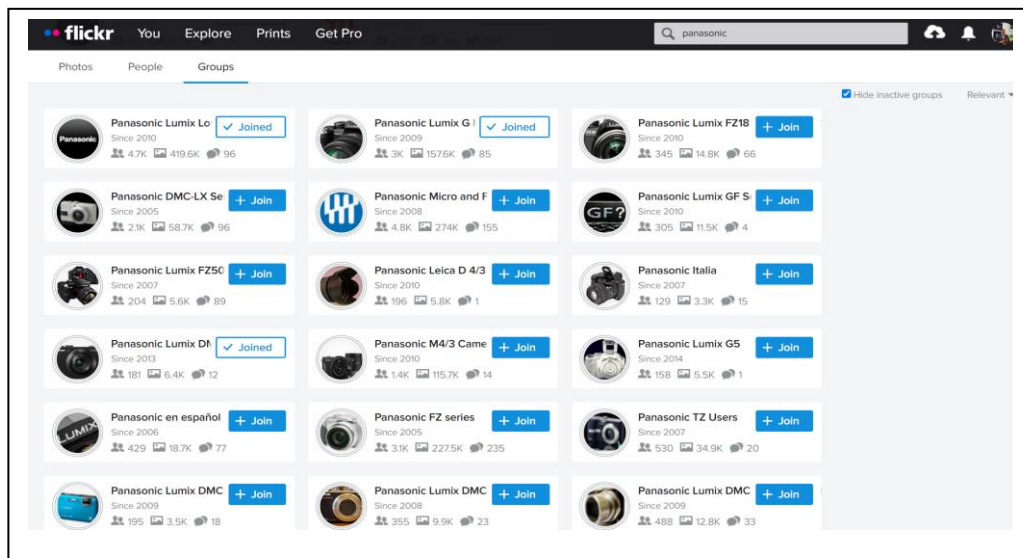 flickr You Explore Prints Get Pro panasonic
Photos People Groups
Hide inactive groups Relevant
Panasonic Lumix Lo Joined
Since 2010
4.7K 419.6K 96
Panasonic Lumix G Joined
Since 2009
3K 157.6K 85
Panasonic Lumix FZ18 + Join
Since 2010
345 14.8K 66
Panasonic DMC-LX Se + Join
Since 2005
2.1K 58.7K 96
Panasonic Micro and F + Join
Since 2008
4.8K 274K 155
Panasonic Lumix GF S + Join
Since 2010
305 11.5K 4
Panasonic Lumix FZ50 + Join
Since 2007
204 5.6K 89
Panasonic Leica D 4/3 + Join
Since 2010
196 5.8K 1
Panasonic Italia + Join
Since 2007
129 3.3K 15
Panasonic Lumix DM Joined
Since 2013
181 6.4K 12
Panasonic M4/3 Came + Join
Since 2010
1.4K 115.7K 14
Panasonic Lumix G5 + Join
Since 2014
158 5.5K 1
Panasonic en español + Join
Since 2006
429 18.7K 77
Panasonic FZ series + Join
Since 2005
3.1K 227.5K 235
Panasonic TZ Users + Join
Since 2007
530 34.9K 20
Panasonic Lumix DMC + Join
Since 2009
195 3.5K 18
Panasonic Lumix DMC + Join
Since 2008
355 9.9K 23
Panasonic Lumix DMC + Join
Since 2009
488 12.8K 33
Panasonic
GF?
LUMIX